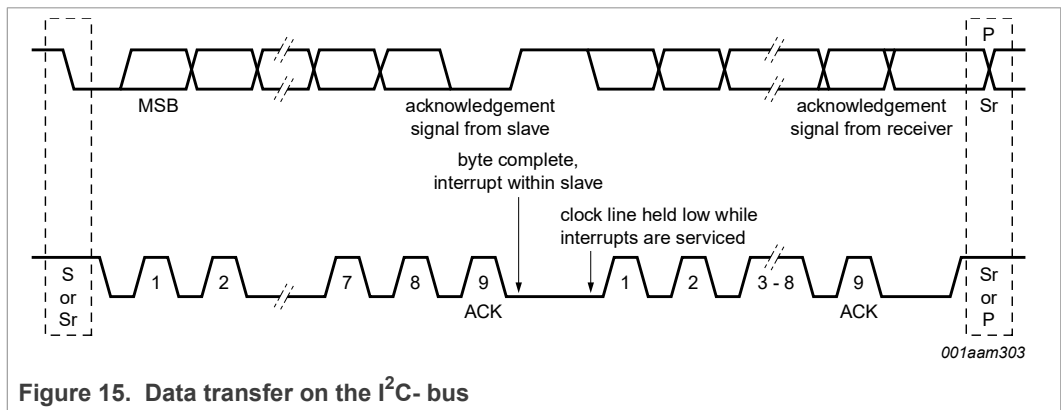 P
MSB
acknowledgement
signal from slave
acknowledgement
signal from receiver
Sr
byte complete,
interrupt within slave
clock line held low while
interrupts are serviced
S
or
Sr
1
2
7
8
9
1
2
3 - 8
9
Sr
or
P
ACK
ACK
001aam303
Figure 15. Data transfer on the I²C- bus